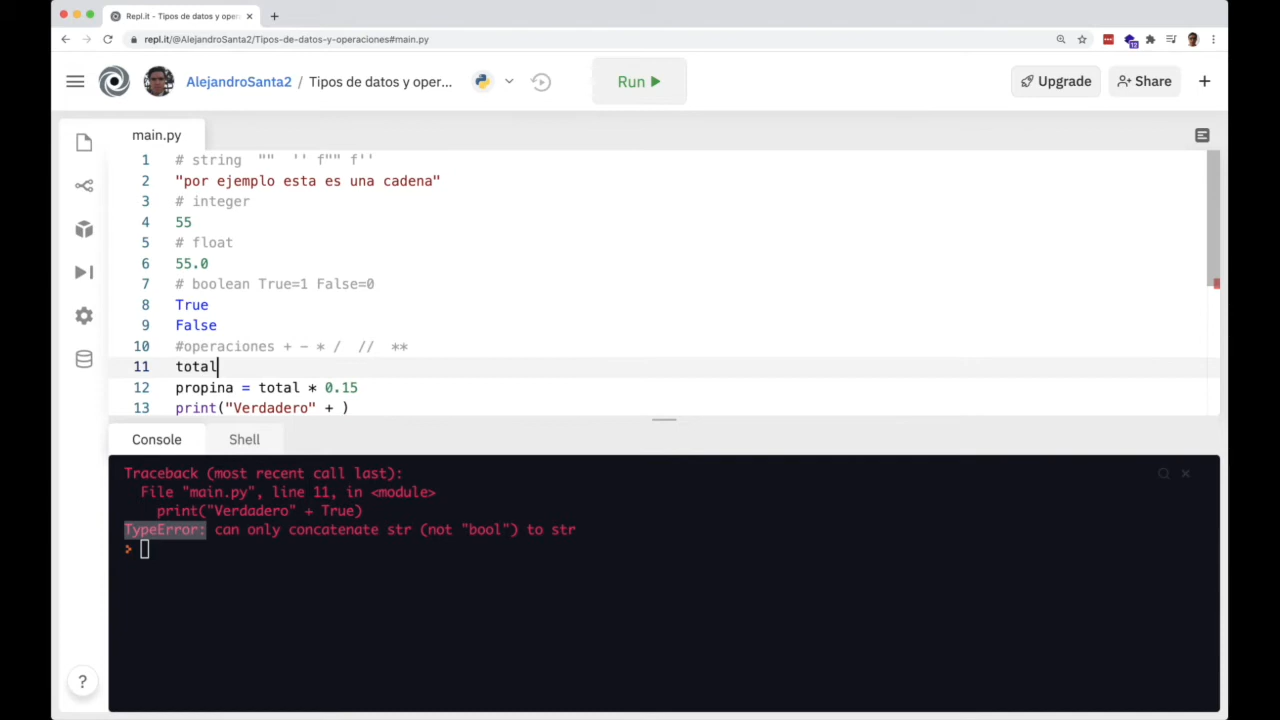 Repl.it - Tipos de datos y oper
repl.it/@AlejandroSanta2/Tipos-de-datos-y-operaciones#main.py
12
AlejandroSanta2 / Tipos de datos y oper...
Run
Upgrade
Share
main.py
1 # string "" '' f"" f''
2 "por ejemplo esta es una cadena"
3 # integer
4 55
5 # float
6 55.0
7 # boolean True=1 False=0
8 True
9 False
10 #operaciones + - * / // **
11 total
12 propina = total * 0.15
13 print("Verdadero" + )
Console Shell
Traceback (most recent call last):
File "main.py", line 11, in <module>
print("Verdadero" + True)
TypeError: can only concatenate str (not "bool") to str
?